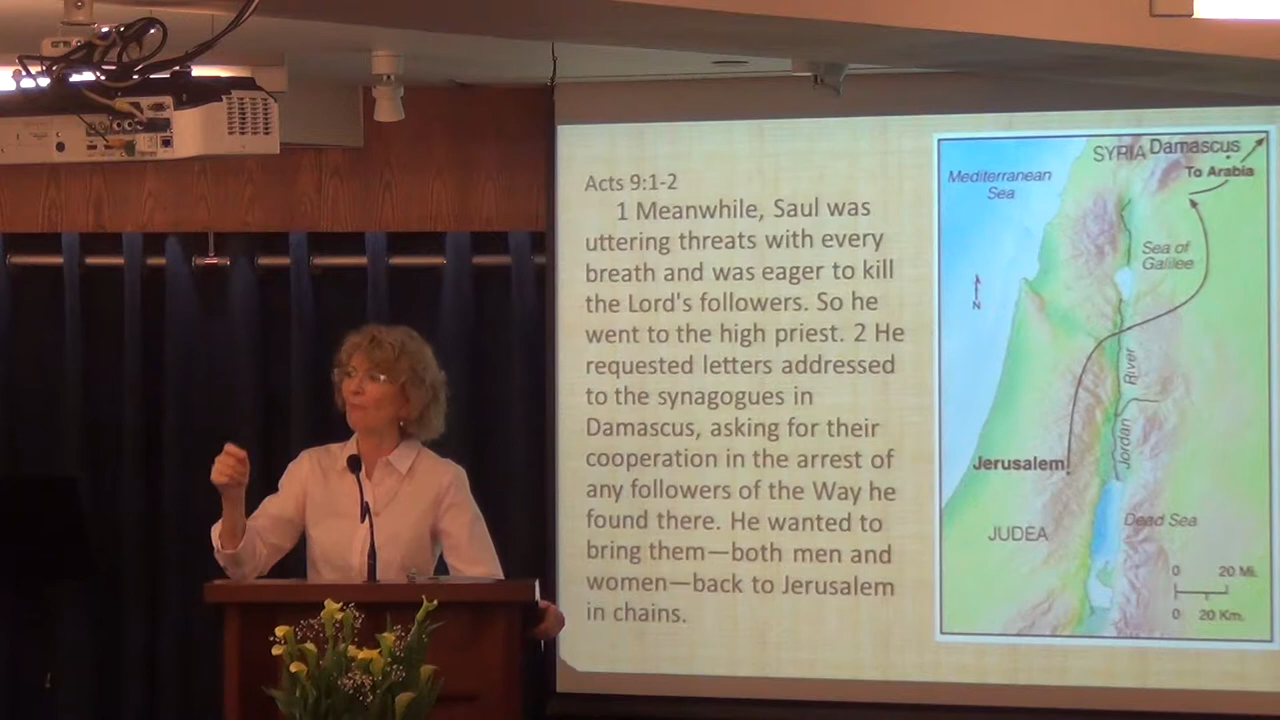 Acts 9:1-2
1 Meanwhile, Saul was
uttering threats with every
breath and was eager to kill
the Lord's followers. So he
went to the high priest. 2 He
requested letters addressed
to the synagogues in
Damascus, asking for their
cooperation in the arrest of
any followers of the Way he
found there. He wanted to
bring them—both men and
women—back to Jerusalem
in chains.
SYRIA Damascus
To Arabia
Mediterranean
Sea
Sea of
Galilee
N
Jordan River
Jerusalem
JUDEA
Dead Sea
0 20 Mi.
0 20 Km.